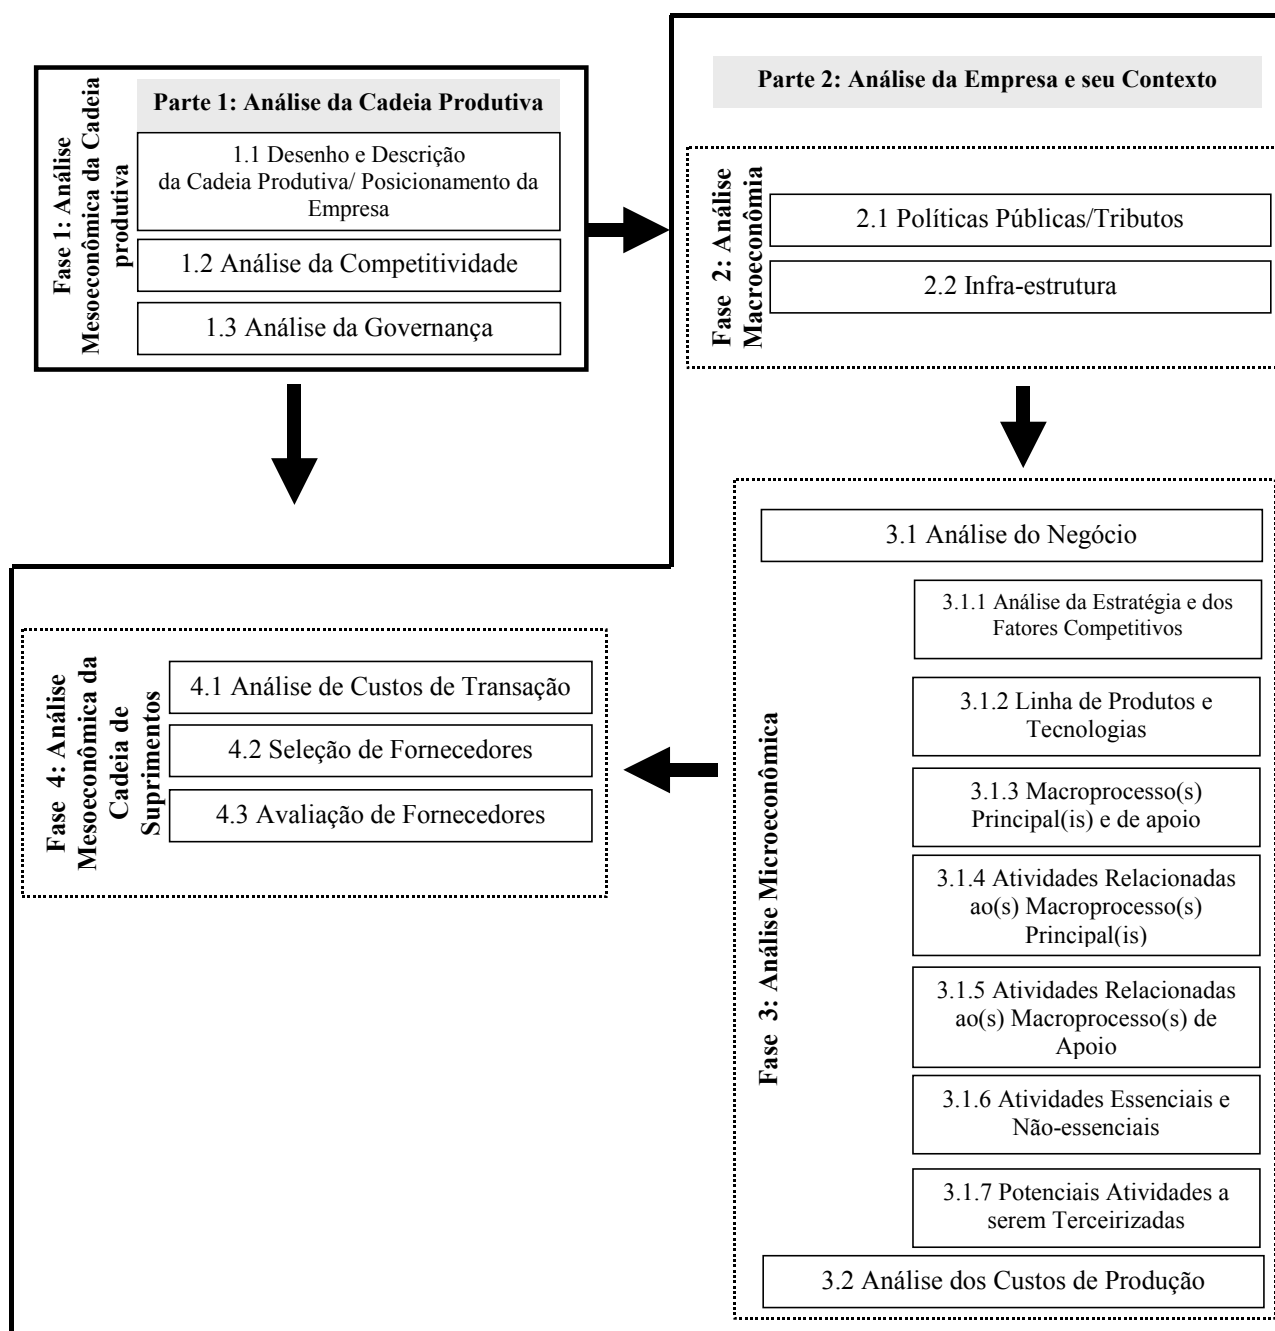 Parte 1: Análise da Cadeia Produtiva
Fase 1: Análise
Mesoeconômica da Cadeia
produtiva
1.1 Desenho e Descrição
da Cadeia Produtiva/ Posicionamento da
Empresa
1.2 Análise da Competitividade
1.3 Análise da Governança
Parte 2: Análise da Empresa e seu Contexto
Fase 2: Análise
Macroeconômia
2.1 Políticas Públicas/Tributos
2.2 Infra-estrutura
Fase 3: Análise Microeconômica
3.1 Análise do Negócio
3.1.1 Análise da Estratégia e dos
Fatores Competitivos
3.1.2 Linha de Produtos e
Tecnologias
3.1.3 Macroprocesso(s)
Principal(is) e de apoio
3.1.4 Atividades Relacionadas
ao(s) Macroprocesso(s)
Principal(is)
3.1.5 Atividades Relacionadas
ao(s) Macroprocesso(s) de
Apoio
3.1.6 Atividades Essenciais e
Não-essenciais
3.1.7 Potenciais Atividades a
serem Terceirizadas
3.2 Análise dos Custos de Produção
Fase 4: Análise
Mesoeconômica da
Cadeia de
Suprimentos
4.1 Análise de Custos de Transação
4.2 Seleção de Fornecedores
4.3 Avaliação de Fornecedores